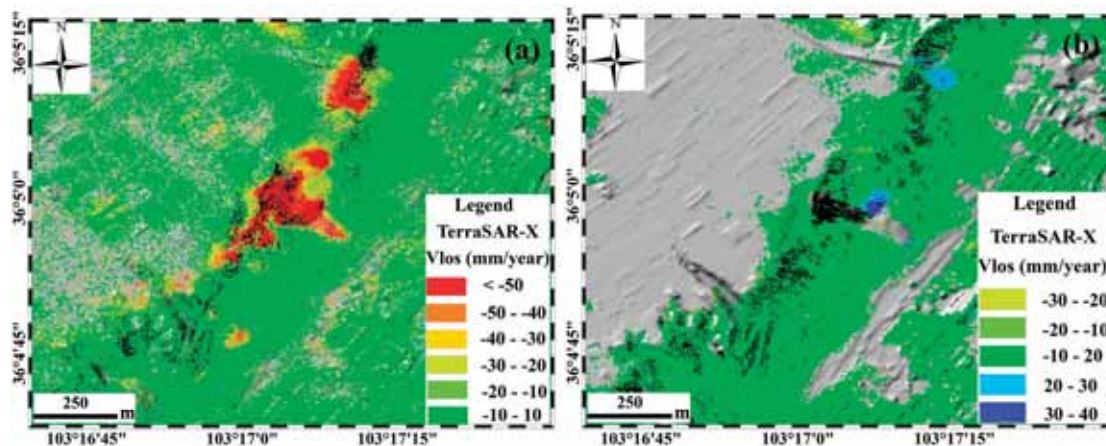 (a)
N
36°5'15"
36°5'0"
36°4'45"
Legend
TerraSAR-X
Vlos (mm/year)
< -50
-50 - -40
-40 - -30
-30 - -20
-20 - -10
-10 - 10
250
m
103°16'45"
103°17'0"
103°17'15"
(b)
N
36°5'15"
36°5'0"
36°4'45"
Legend
TerraSAR-X
Vlos (mm/year)
-30 - -20
-20 - -10
-10 - 20
20 - 30
30 - 40
250
m
103°16'45"
103°17'0"
103°17'15"